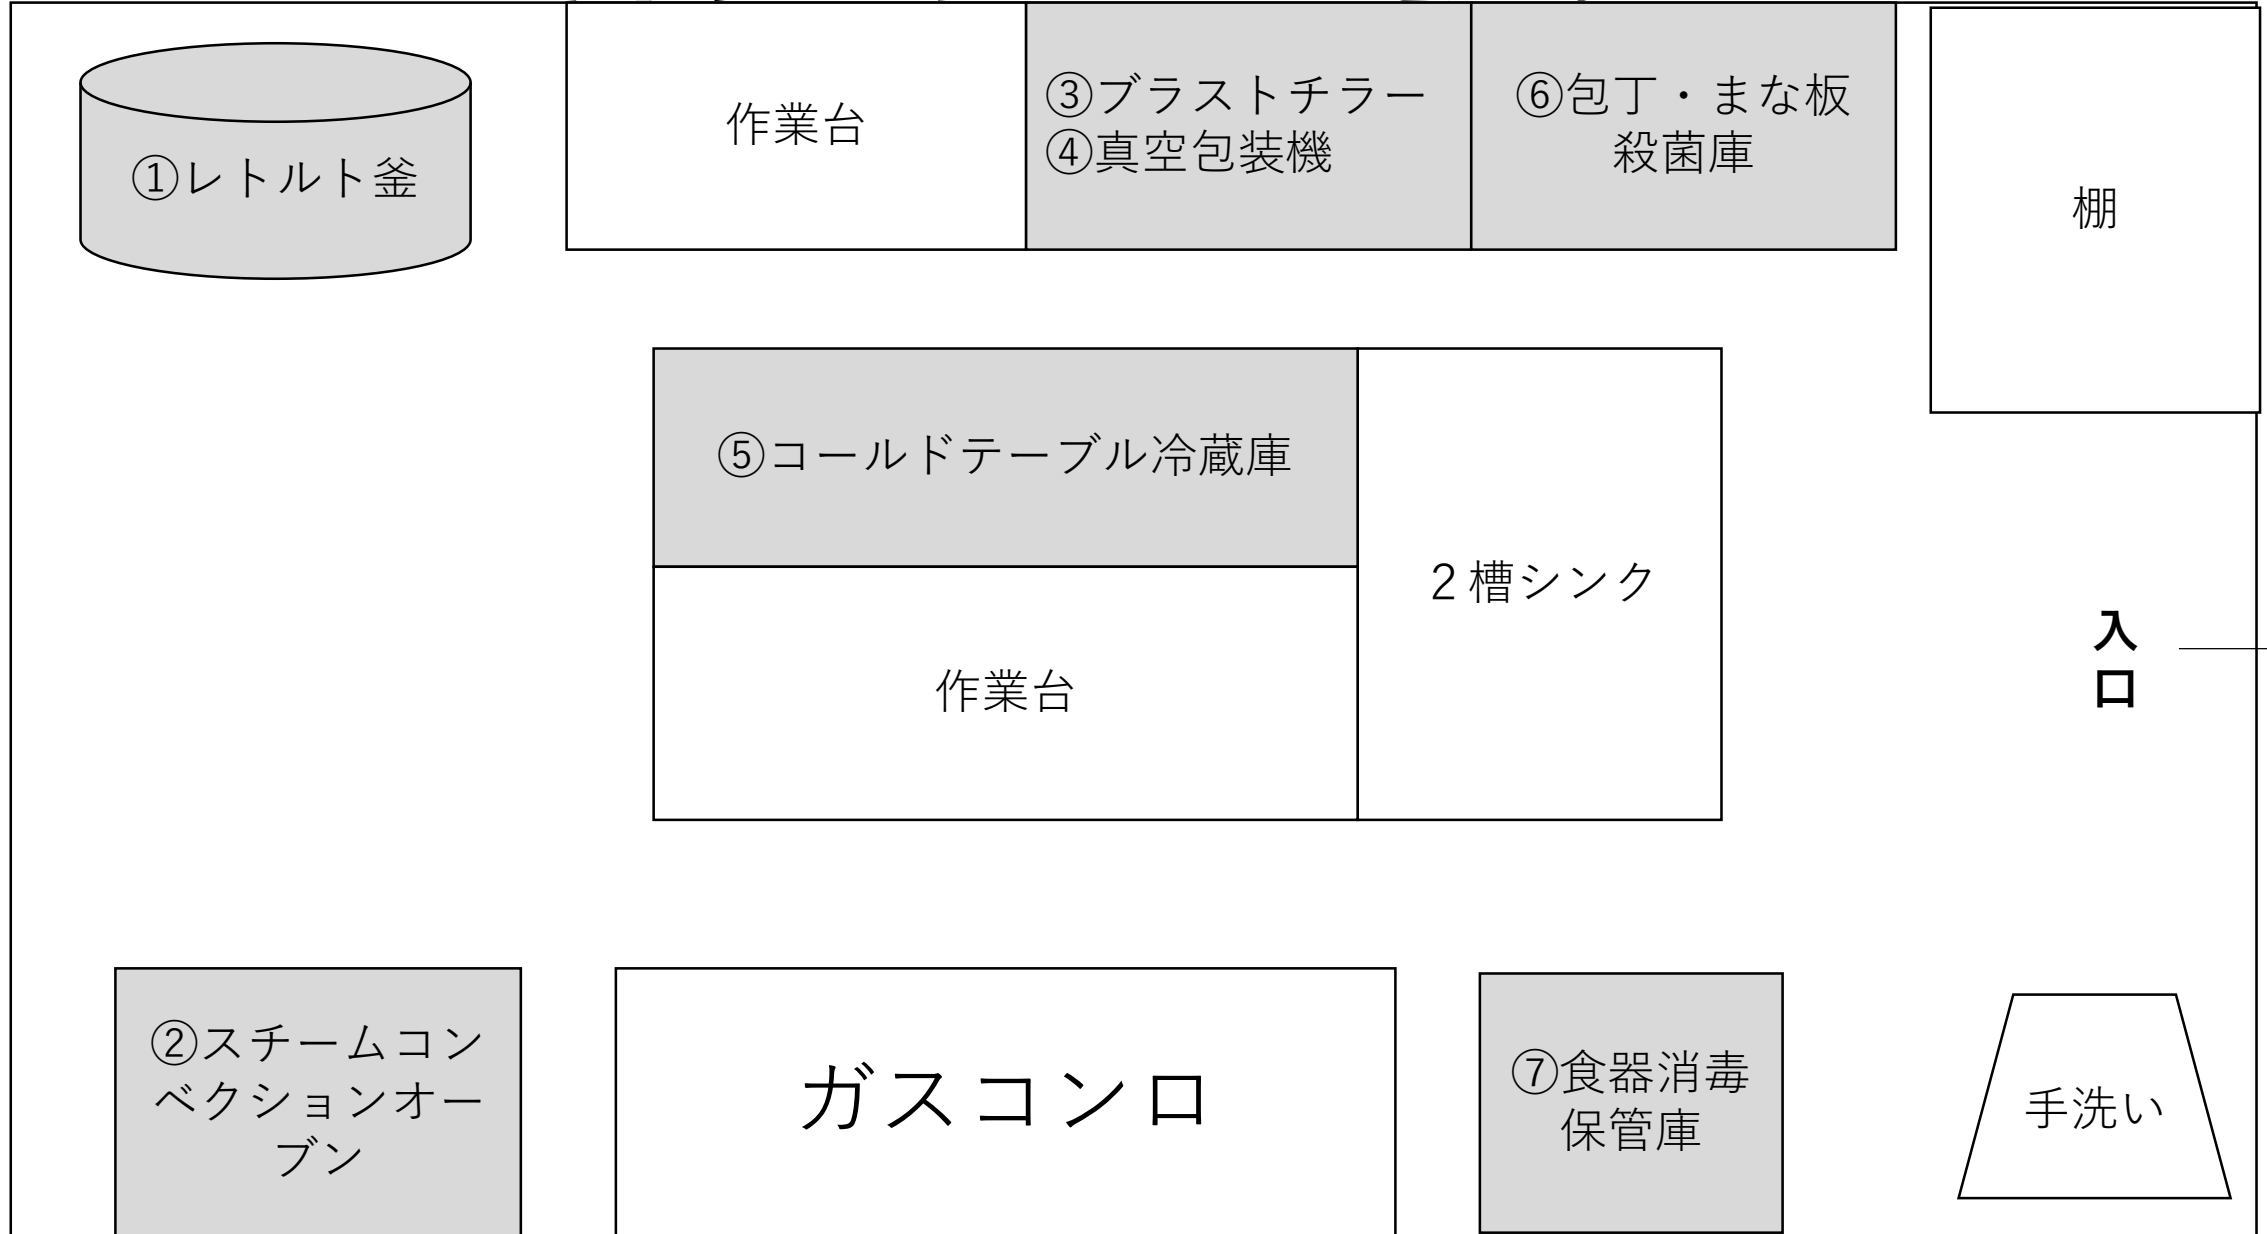 ①レトルト釜
作業台
③ブラストチラー
④真空包装機
⑥包丁・まな板
殺菌庫
棚
⑤コールドテーブル冷蔵庫
２槽シンク
作業台
入
口
②スチームコン
ベクションオー
ブン
ガスコンロ
⑦食器消毒
保管庫
手洗い